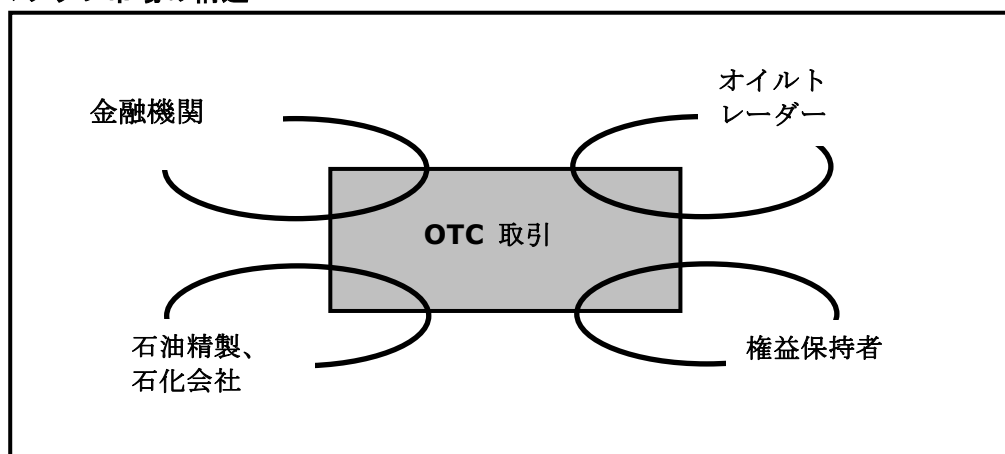 金融機関
オイルト
レーダー
OTC 取引
石油精製、
石化会社
権益保持者